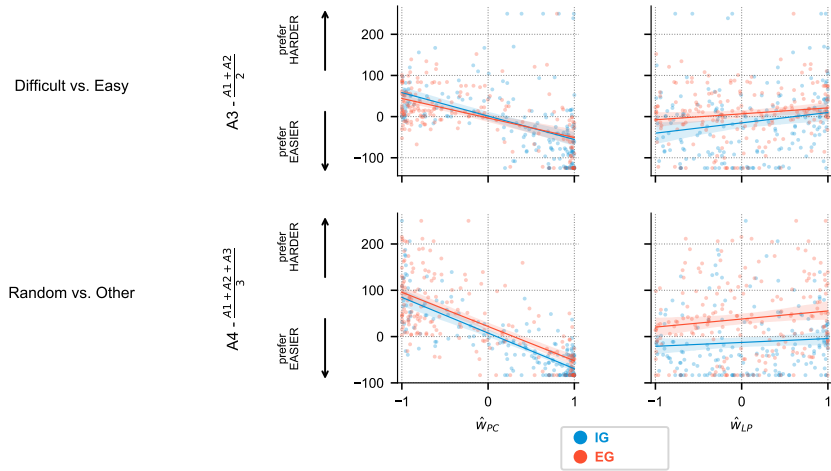 Difficult vs. Easy
A3 - A1 + A2 / 2
prefer
HARDER
prefer
EASIER
200
100
0
−100
Random vs. Other
A4 - A1 + A2 + A3 / 3
prefer
HARDER
prefer
EASIER
200
100
0
−100
−1
0
1
ŵPC
−1
0
1
ŵLP
IG
EG